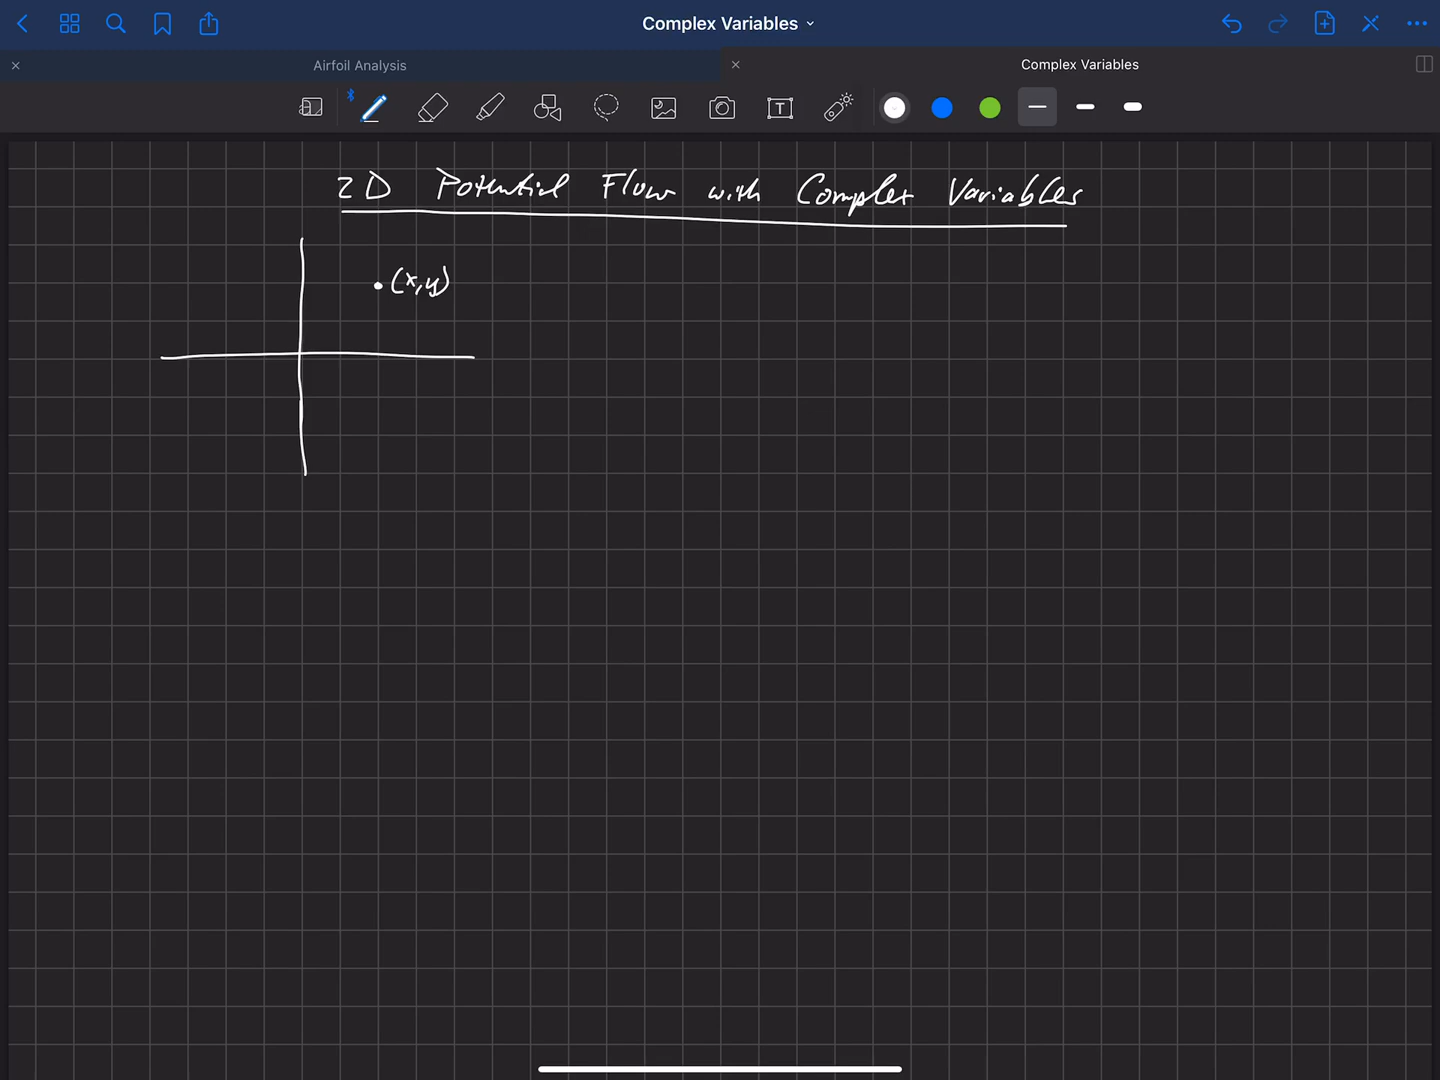 Complex Variables
Airfoil Analysis
Complex Variables
T
2D Potential Flow with Complex Variables
(x,y)